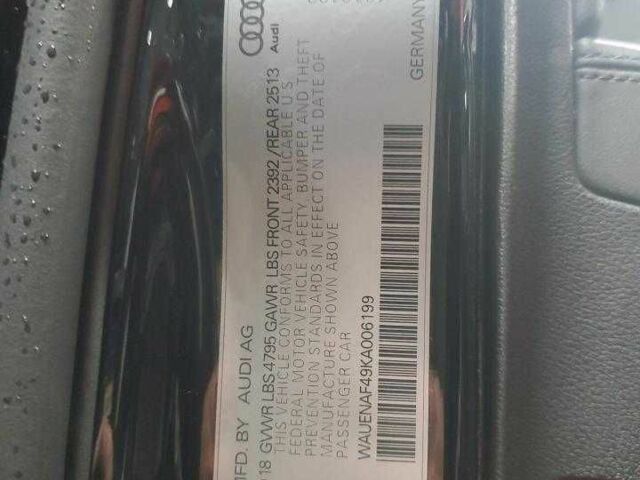 MFD. BY AUDI AG
Audi
018 GVWR LBS 4795 GAWR LBS FRONT 2392 /REAR 2513
THIS VEHICLE CONFORMS TO ALL APPLICABLE U.S
FEDERAL MOTOR VEHICLE SAFETY, BUMPER AND THEFT
PREVENTION STANDARDS IN EFFECT ON THE DATE OF
MANUFACTURE SHOWN ABOVE
PASSENGER CAR
WAUENAF49KA006199
GERMANY